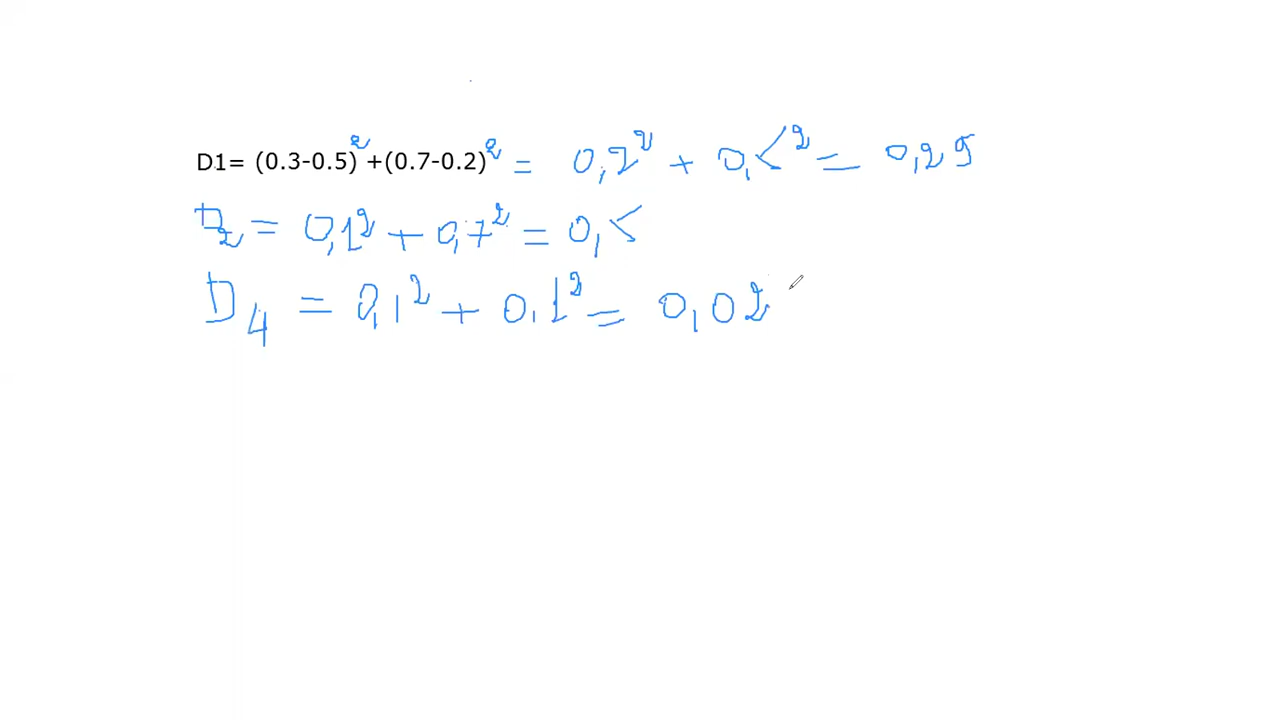 D1= (0.3-0.5)² +(0.7-0.2)² = 0,2² + 0,5² = 0,29
D₂ = 0,1² + 0,7² = 0,5
D₄ = 0,1² + 0,1² = 0,02